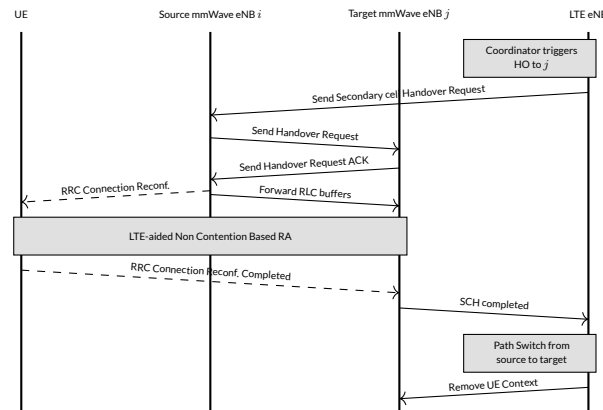 UE
Source mmWave eNB i
Target mmWave eNB j
LTE eNB
Coordinator triggers
HO to j
Send Secondary cell Handover Request
Send Handover Request
Send Handover Request ACK
RRC Connection Reconf.
Forward RLC buffers
LTE-aided Non Contention Based RA
RRC Connection Reconf. Completed
SCH completed
Path Switch from
source to target
Remove UE Context